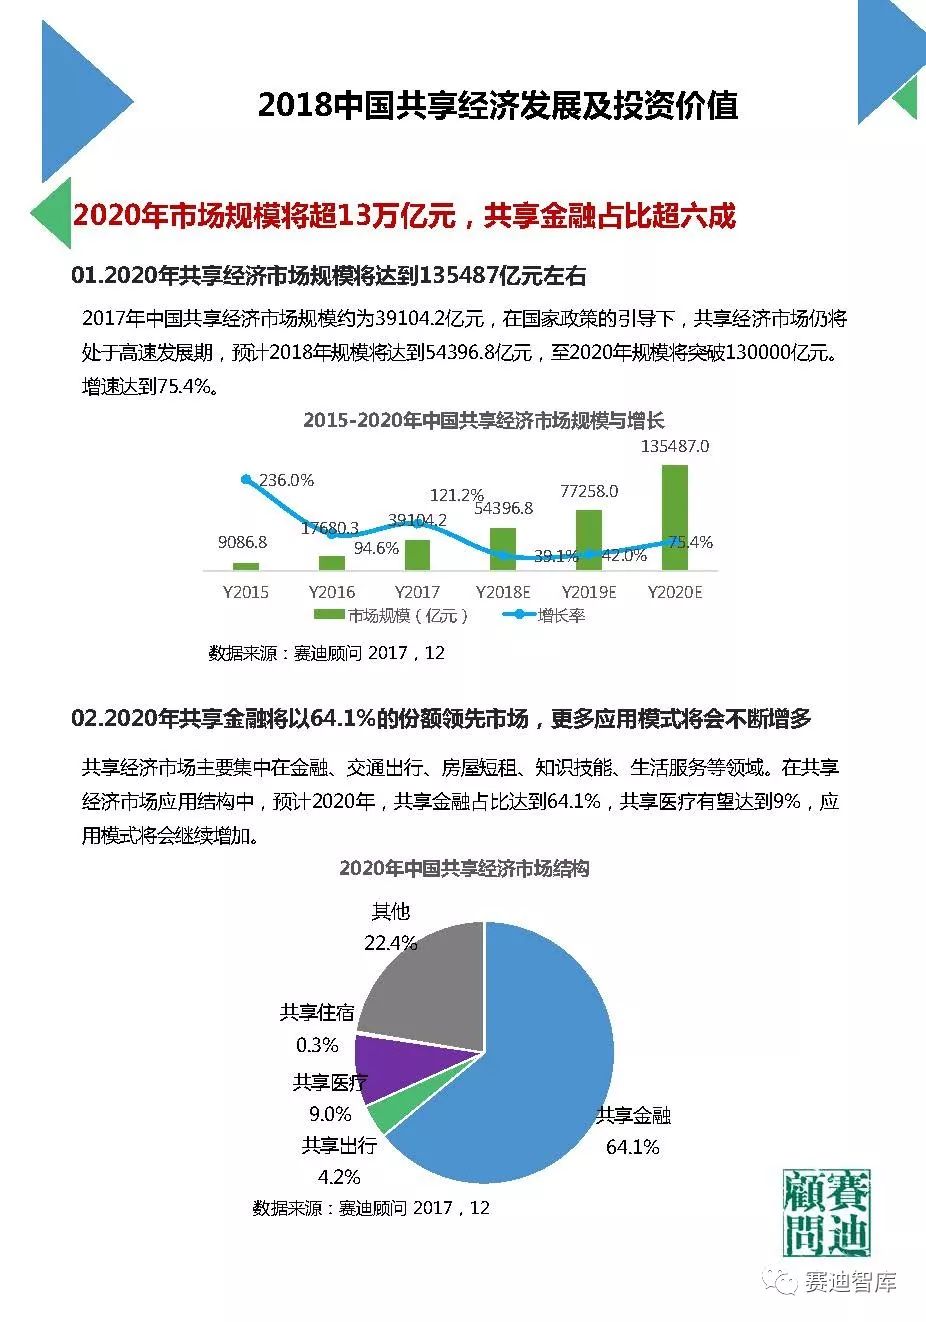 2018中国共享经济发展及投资价值
2020年市场规模将超13万亿元，共享金融占比超六成
01.2020年共享经济市场规模将达到135487亿元左右
2017年中国共享经济市场规模约为39104.2亿元，在国家政策的引导下，共享经济市场仍将
处于高速发展期，预计2018年规模将达到54396.8亿元，至2020年规模将突破130000亿元。
增速达到75.4%。
2015-2020年中国共享经济市场规模与增长
135487.0
236.0%
121.2%
77258.0
54396.8
39104.2
17680.3
9086.8
94.6%
39.1%
42.0%
75.4%
Y2015 Y2016 Y2017 Y2018E Y2019E Y2020E
市场规模（亿元） 增长率
数据来源：赛迪顾问 2017，12
02.2020年共享金融将以64.1%的份额领先市场，更多应用模式将会不断增多
共享经济市场主要集中在金融、交通出行、房屋短租、知识技能、生活服务等领域。在共享
经济市场应用结构中，预计2020年，共享金融占比达到64.1%，共享医疗有望达到9%，应
用模式将会继续增加。
2020年中国共享经济市场结构
其他
22.4%
共享住宿
0.3%
共享医疗
9.0%
共享出行
4.2%
共享金融
64.1%
数据来源：赛迪顾问 2017，12
賽迪
顧問
赛迪智库